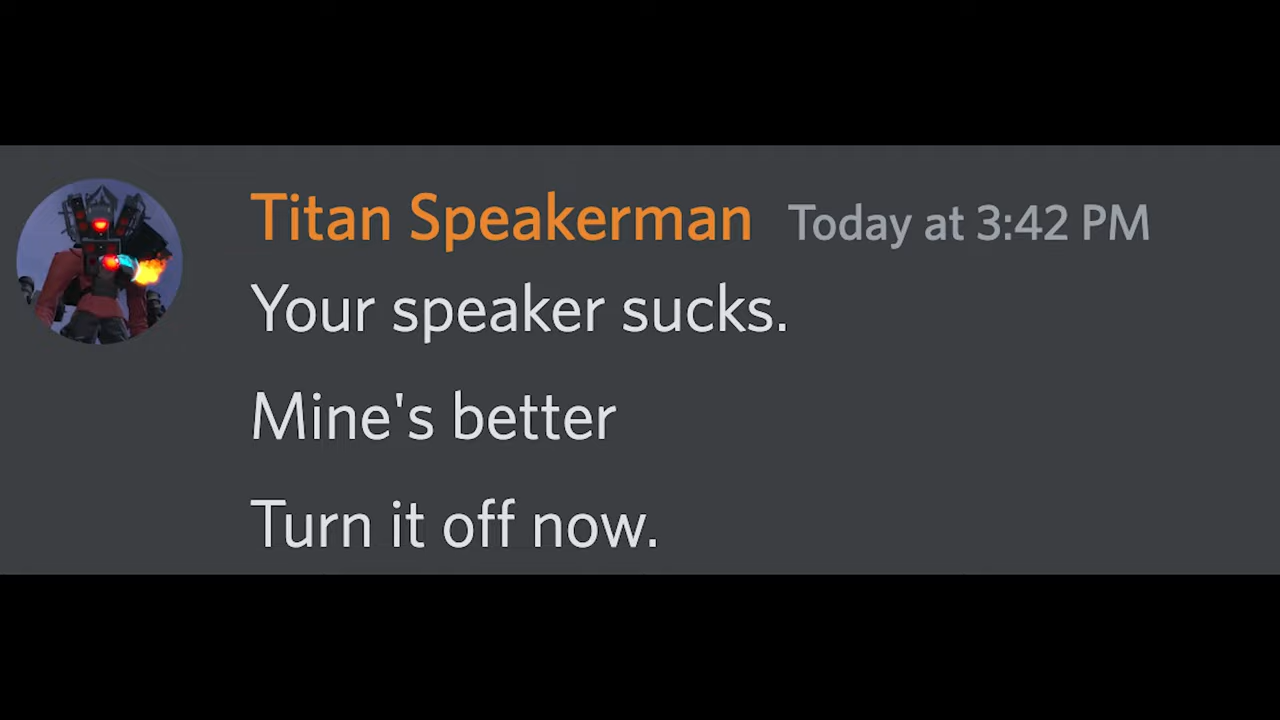 Titan Speakerman Today at 3:42 PM
Your speaker sucks.
Mine's better
Turn it off now.